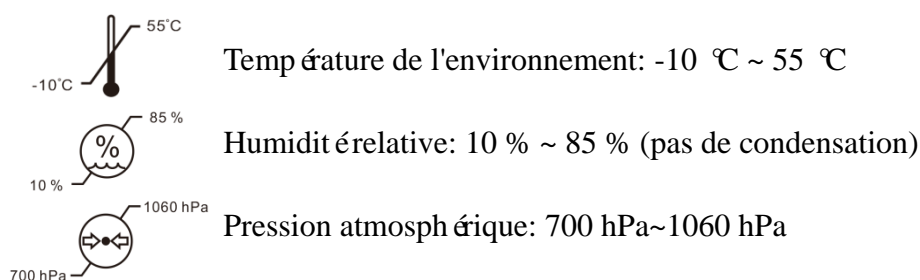 55°C
-10°C
Température de l'environnement: -10 ℃ ~ 55 ℃
85 %
%
10 %
Humidité relative: 10 % ~ 85 % (pas de condensation)
1060 hPa
700 hPa
Pression atmosphérique: 700 hPa~1060 hPa